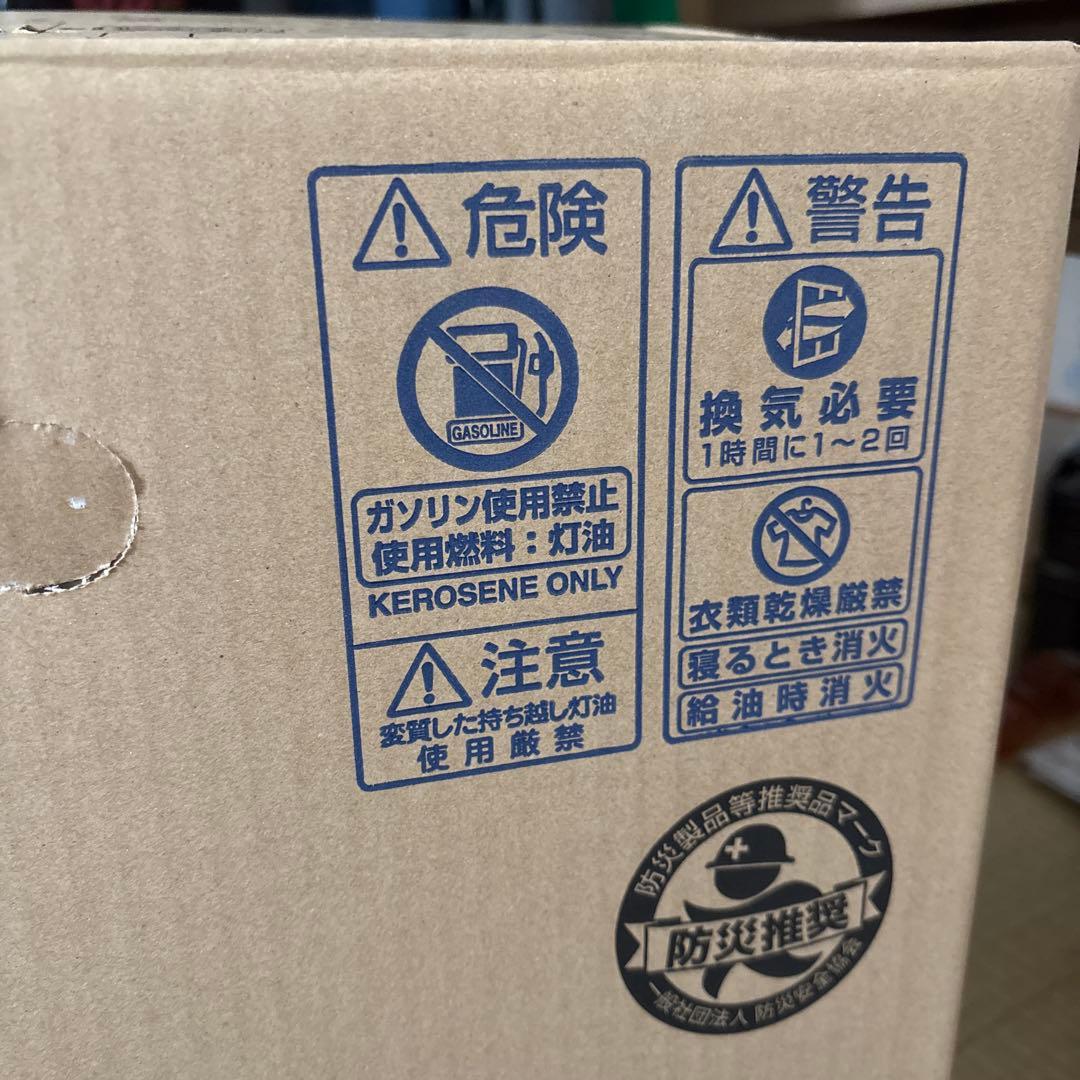 危険
GASOLINE
ガソリン使用禁止
使用燃料：灯油
KEROSENE ONLY
注意
変質した持ち越し灯油
使用厳禁
警告
換気必要
1時間に1～2回
衣類乾燥厳禁
寝るとき消火
給油時消火
防災製品等推奨品マーク
防災推奨
一般社団法人 防災安全協会